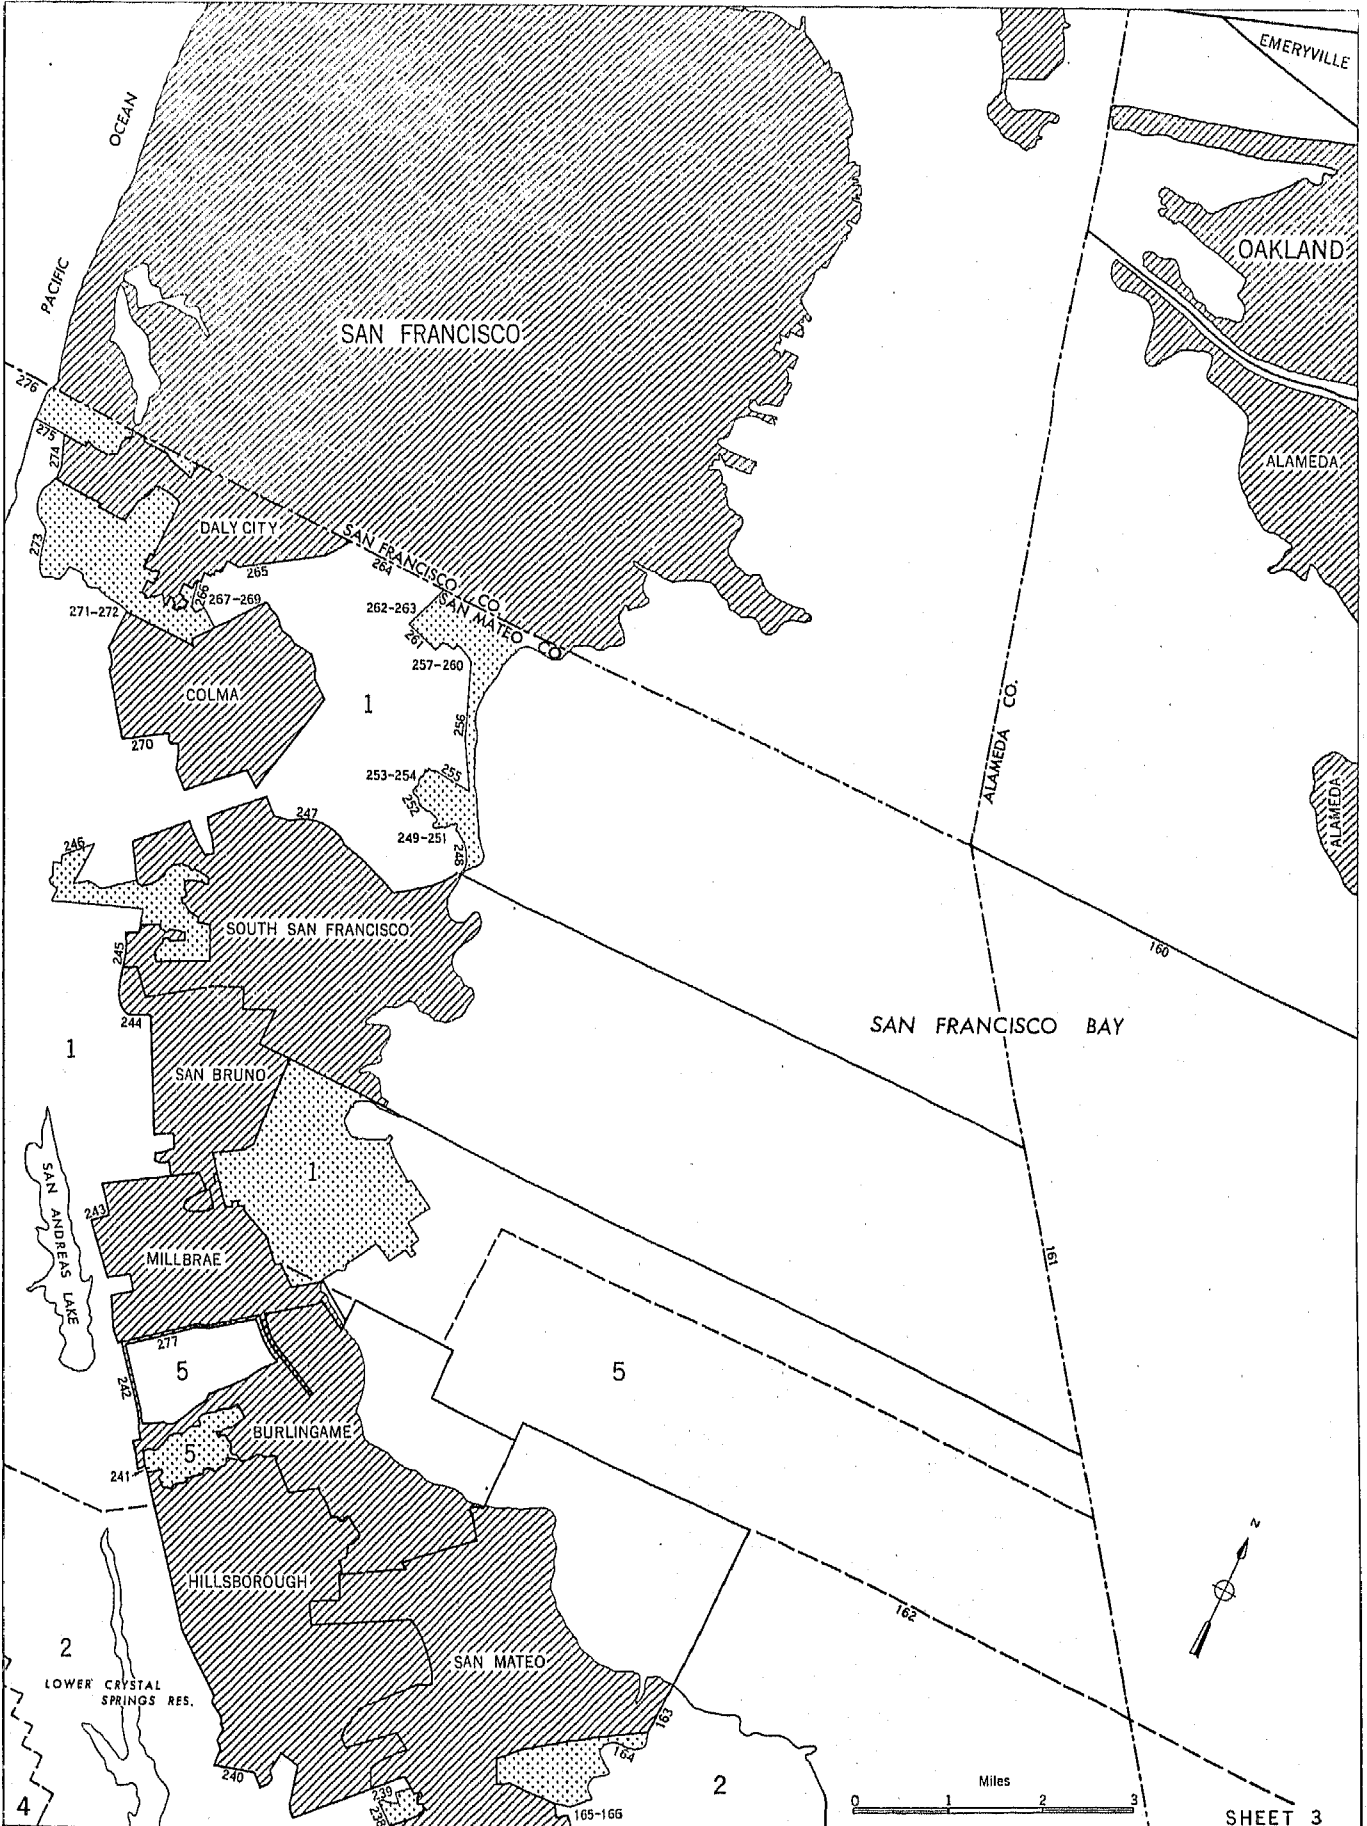 EMERYVILLE
PACIFIC OCEAN
OAKLAND
SAN FRANCISCO
276
275
274
ALAMEDA
DALY CITY
SAN FRANCISCO CO.
264
SAN MATEO CO
273
265
266
267-269
262-263
271-272
261
257-260
COLMA
1
ALAMEDA CO.
256
270
253-254
255
252
ALAMEDA
247
249-251
246
248
SOUTH SAN FRANCISCO
245
160
244
SAN FRANCISCO BAY
1
SAN BRUNO
1
SAN ANDREAS LAKE
243
MILLBRAE
161
277
5
5
242
BURLINGAME
5
241
N
HILLSBOROUGH
162
2
SAN MATEO
LOWER CRYSTAL
SPRINGS RES.
163
164
240
239
238
2
Miles
0 1 2 3
4
165-166
SHEET 3